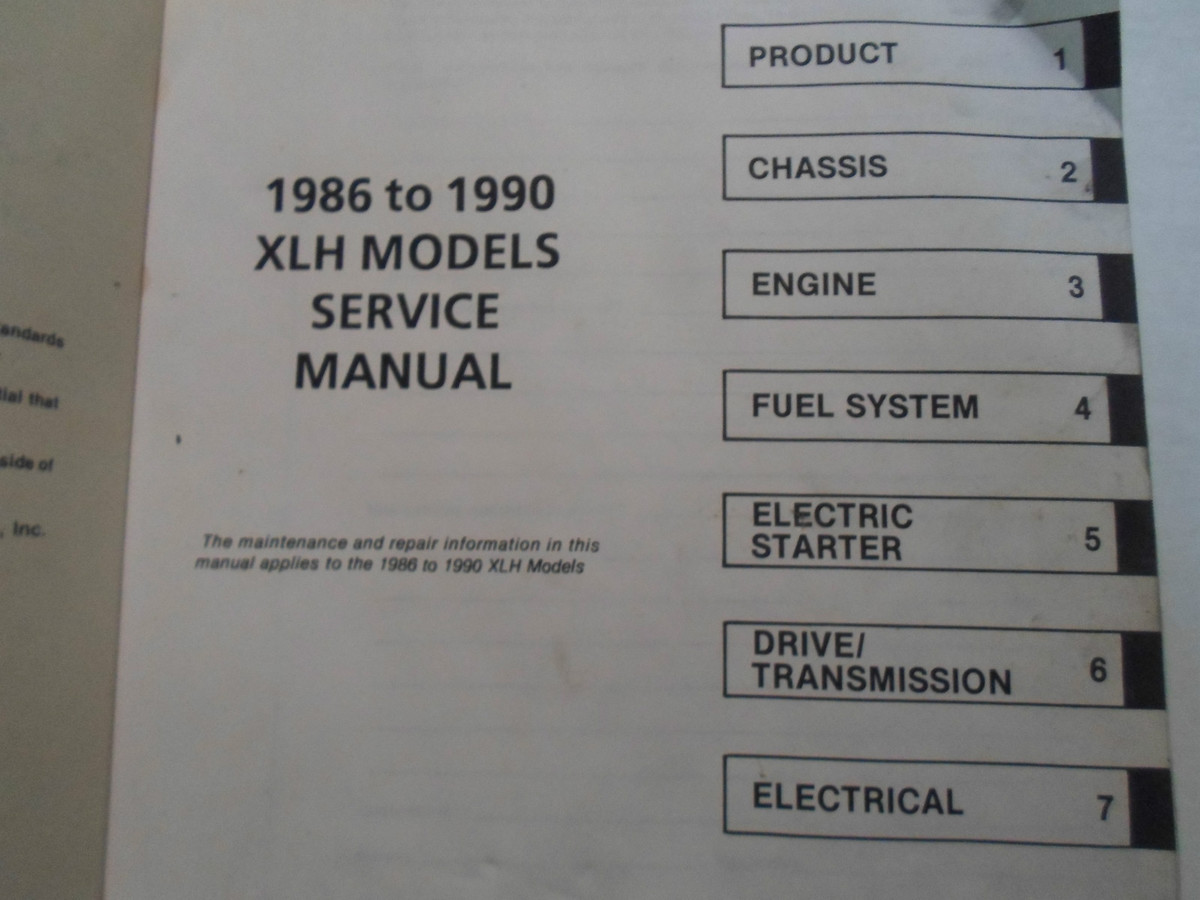 andards
tial that
side of
, Inc.
1986 to 1990
XLH MODELS
SERVICE
MANUAL
The maintenance and repair information in this
manual applies to the 1986 to 1990 XLH Models
PRODUCT 1
CHASSIS 2
ENGINE 3
FUEL SYSTEM 4
ELECTRIC
STARTER 5
DRIVE/
TRANSMISSION 6
ELECTRICAL 7